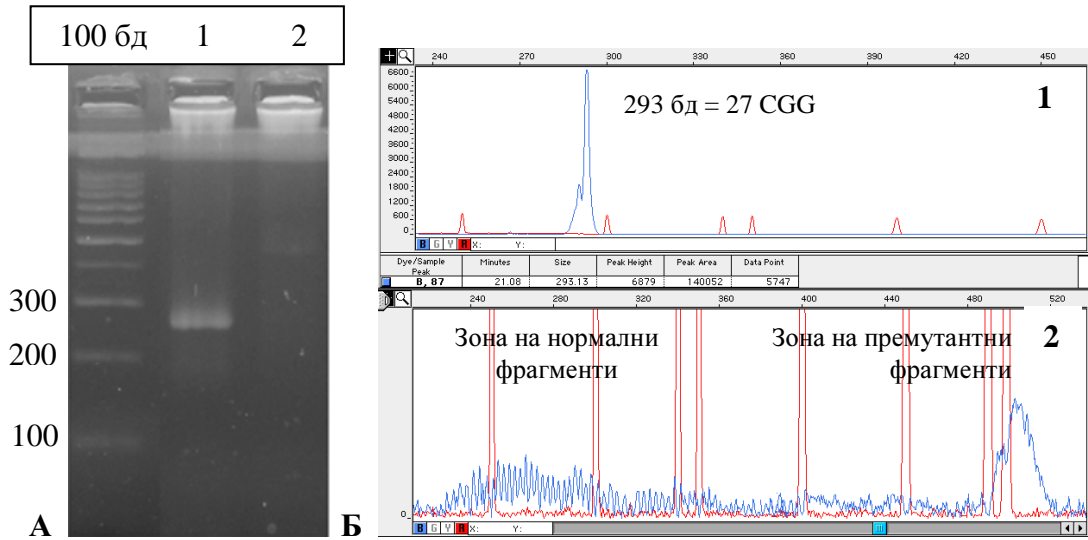 100 бд 1 2
300
200
100
А
Б
240 270 300 330 360 390 420 450
6600
6000
5400
4800
4200
3600
3000
2400
1800
1200
600
0
293 бд = 27 CGG
1
B G Y R X: Y:
Dye/Sample Peak Minutes Size Peak Height Peak Area Data Point
B, 87 21.08 293.13 6879 140052 5747
240 280 320 360 400 440 480 520
Зона на нормални
фрагменти
Зона на премутантни
фрагменти
2
0
B G Y R X: Y: